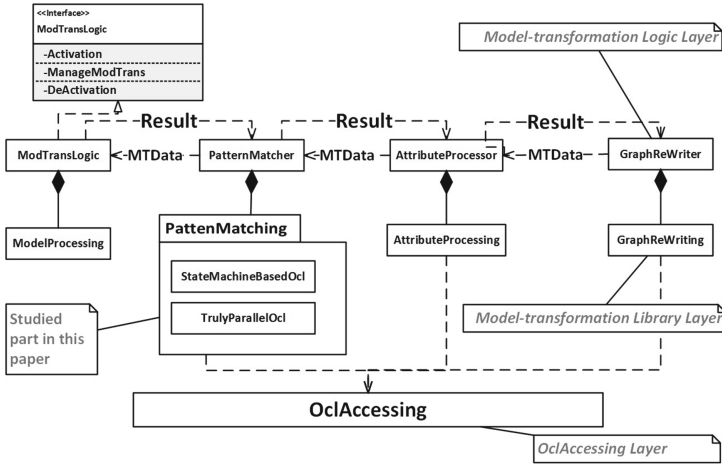 <<Interface>>
ModTransLogic
-Activation
-ManageModTrans
-DeActivation
Model-transformation Logic Layer
Result
Result
Result
ModTransLogic
MTData
PatternMatcher
MTData
AttributeProcessor
MTData
GraphReWriter
ModelProcessing
PattenMatching
AttributeProcessing
GraphReWriting
StateMachineBasedOcl
TrulyParallelOcl
Studied
part in this
paper
Model-transformation Library Layer
OclAccessing
OclAccessing Layer